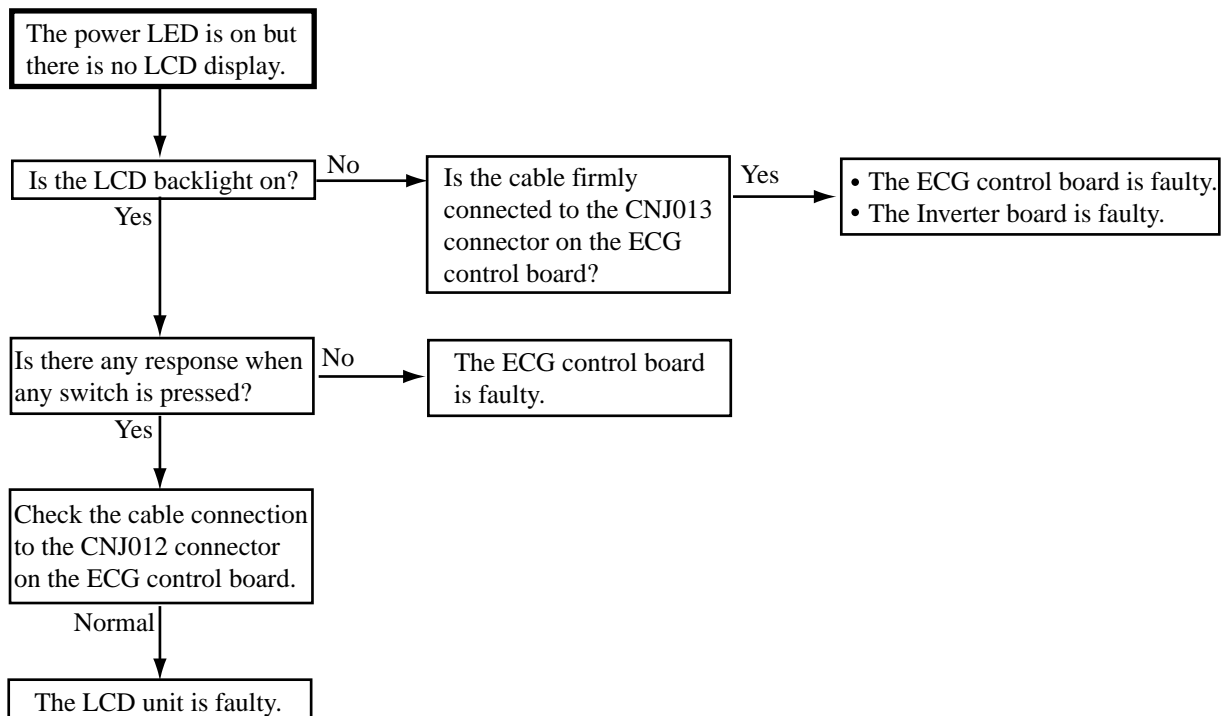 The power LED is on but
there is no LCD display.
Is the LCD backlight on?
No
Is the cable firmly
connected to the CNJ013
connector on the ECG
control board?
Yes
• The ECG control board is faulty.
• The Inverter board is faulty.
Yes
Is there any response when
any switch is pressed?
No
The ECG control board
is faulty.
Yes
Check the cable connection
to the CNJ012 connector
on the ECG control board.
Normal
The LCD unit is faulty.